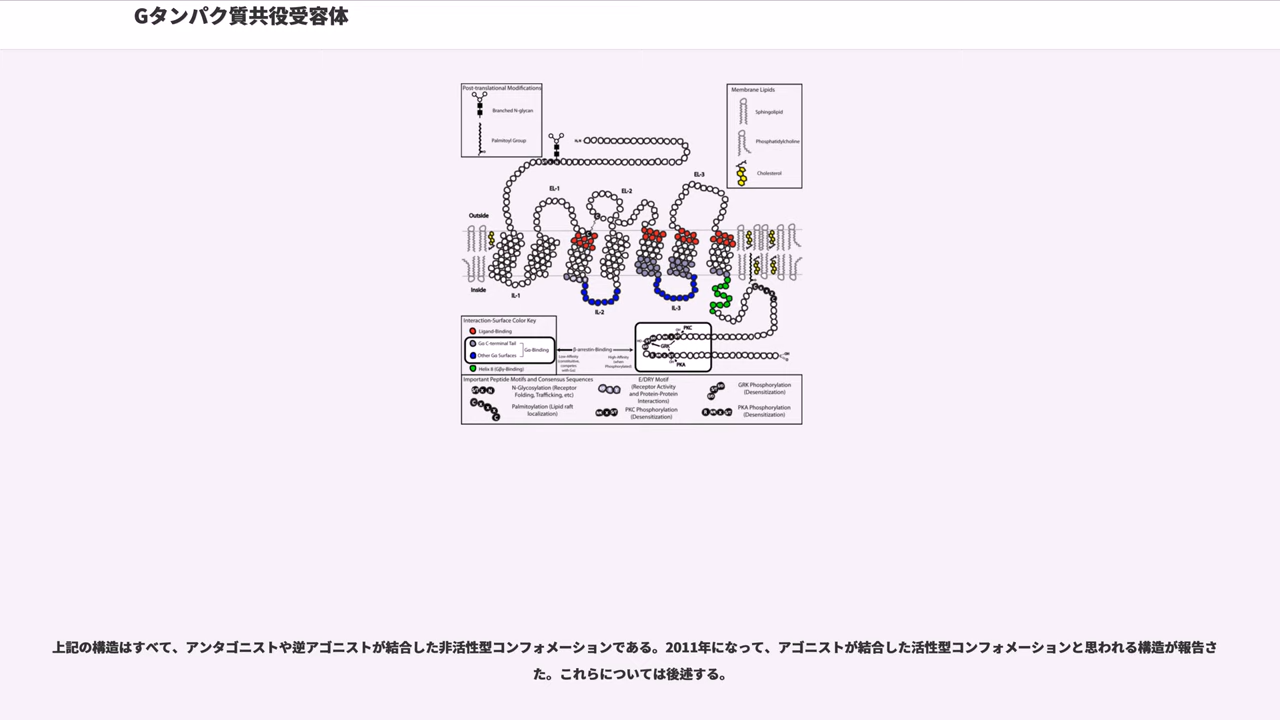 Gタンパク質共役受容体
Post-translational Modifications
Branched N-glycan
Palmitoyl Group
Membrane Lipids
Sphingolipid
Phosphatidylcholine
Cholesterol
EL-1
EL-2
EL-3
Outside
Inside
IL-1
IL-2
IL-3
Interaction-Surface Color Key
Ligand-Binding
Gα C-terminal Tail
Other Gα Surfaces
Gα-Binding
Helix 8 (Gβγ-Binding)
β-arrestin-Binding
Low Affinity
High Affinity
(when
Phosphorylated)
PKC
GRK
PKA
Important Peptide Motifs and Consensus Sequences
N-Glycosylation (Receptor
Folding, Trafficking, etc)
Palmitoylation (Lipid raft
localization)
E/DRY Motif
(Receptor Activity
and Protein-Protein
Interactions)
PKC Phosphorylation
(Desensitization)
GRK Phosphorylation
(Desensitization)
PKA Phosphorylation
(Desensitization)
上記の構造はすべて、アンタゴニストや逆アゴニストが結合した非活性型コンフォメーションである。2011年になって、アゴニストが結合した活性型コンフォメーションと思われる構造が報告さ
た。これらについては後述する。